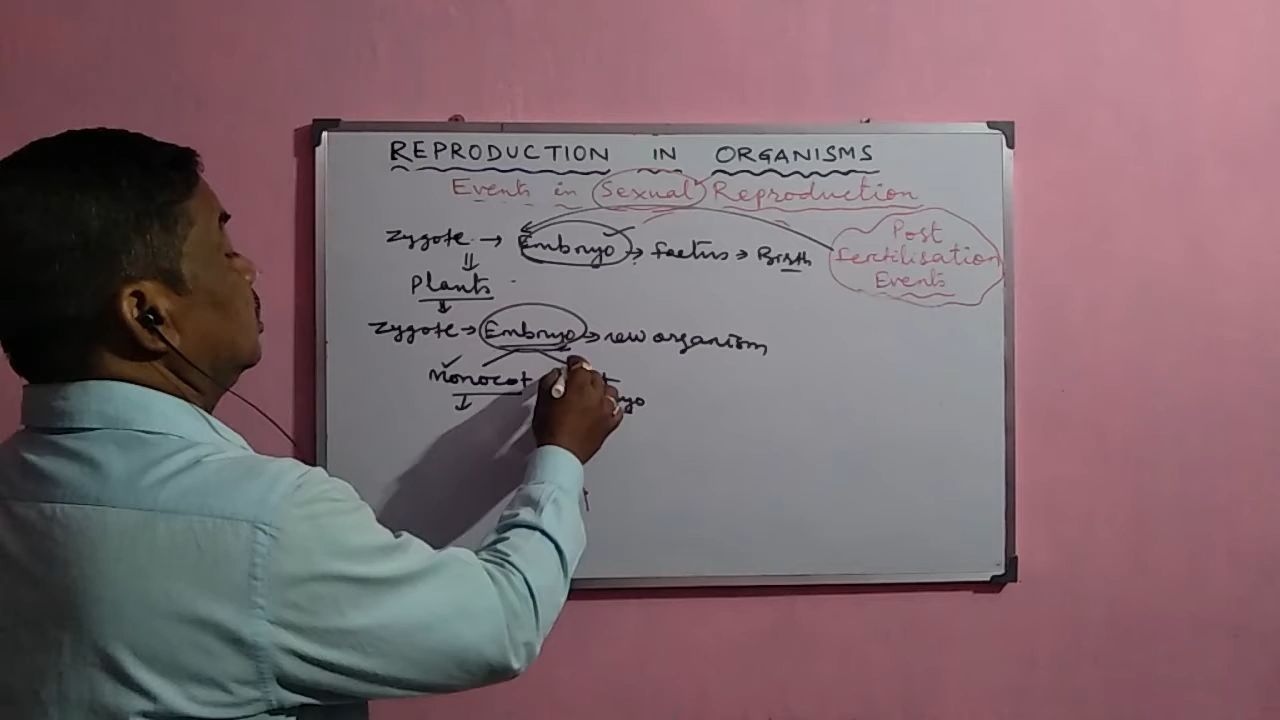 REPRODUCTION IN ORGANISMS
Events in Sexual Reproduction
Zygote → Embryo → Faetus → Birth
Post
Fertilisation
Events
Plants
Zygote → Embryo → new organism
Monocot